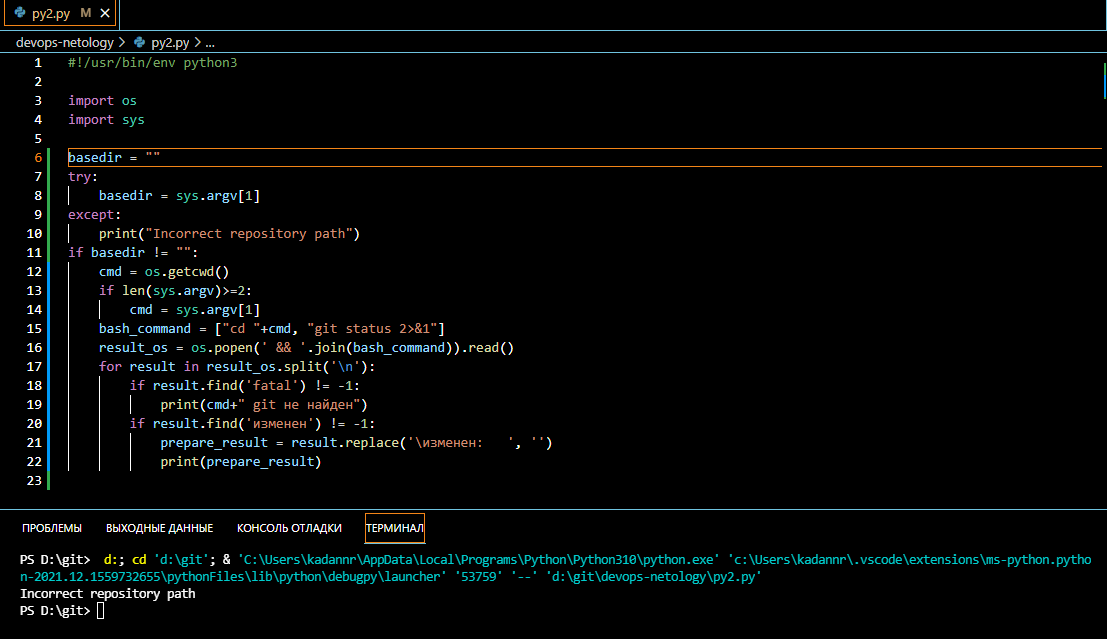 py2.py M
devops-netology > py2.py > ...
1 #!/usr/bin/env python3
2
3 import os
4 import sys
5
6 basedir = ""
7 try:
8     basedir = sys.argv[1]
9 except:
10     print("Incorrect repository path")
11 if basedir != "":
12     cmd = os.getcwd()
13     if len(sys.argv)>=2:
14         cmd = sys.argv[1]
15     bash_command = ["cd "+cmd, "git status 2>&1"]
16     result_os = os.popen(' && '.join(bash_command)).read()
17     for result in result_os.split('\n'):
18         if result.find('fatal') != -1:
19             print(cmd+" git не найден")
20         if result.find('изменен') != -1:
21             prepare_result = result.replace('\изменен:   ', '')
22             print(prepare_result)
23
ПРОБЛЕМЫ ВЫХОДНЫЕ ДАННЫЕ КОНСОЛЬ ОТЛАДКИ ТЕРМИНАЛ
PS D:\git>  d:; cd 'd:\git'; & 'C:\Users\kadannr\AppData\Local\Programs\Python\Python310\python.exe' 'c:\Users\kadannr\.vscode\extensions\ms-python.pytho
n-2021.12.1559732655\pythonFiles\lib\python\debugpy\launcher' '53759' '--' 'd:\git\devops-netology\py2.py'
Incorrect repository path
PS D:\git>